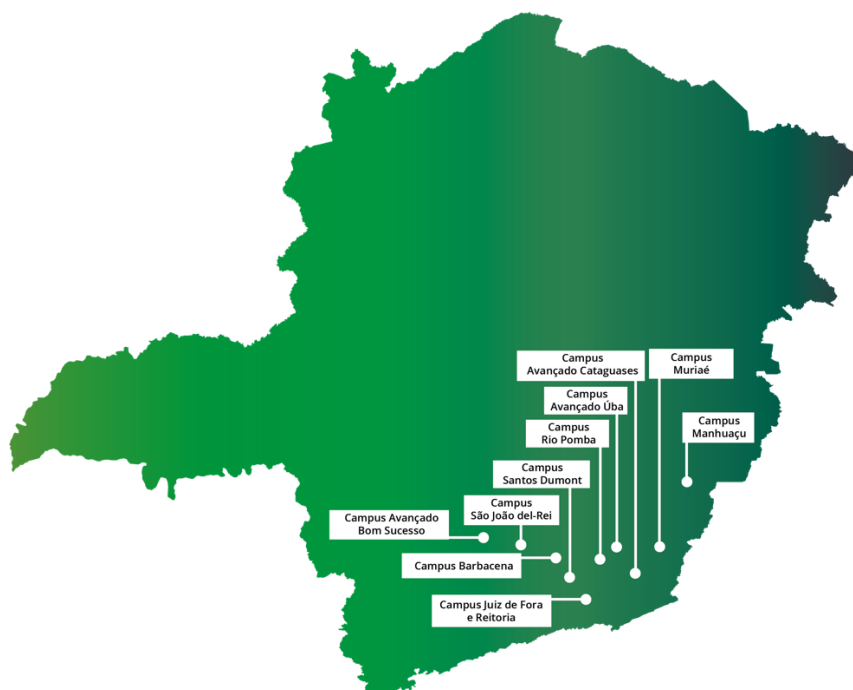 Campus
Avançado Cataguases
Campus
Muriaé
Campus
Avançado Úba
Campus
Rio Pomba
Campus
Manhuaçu
Campus
Santos Dumont
Campus
São João del-Rei
Campus Avançado
Bom Sucesso
Campus Barbacena
Campus Juiz de Fora
e Reitoria